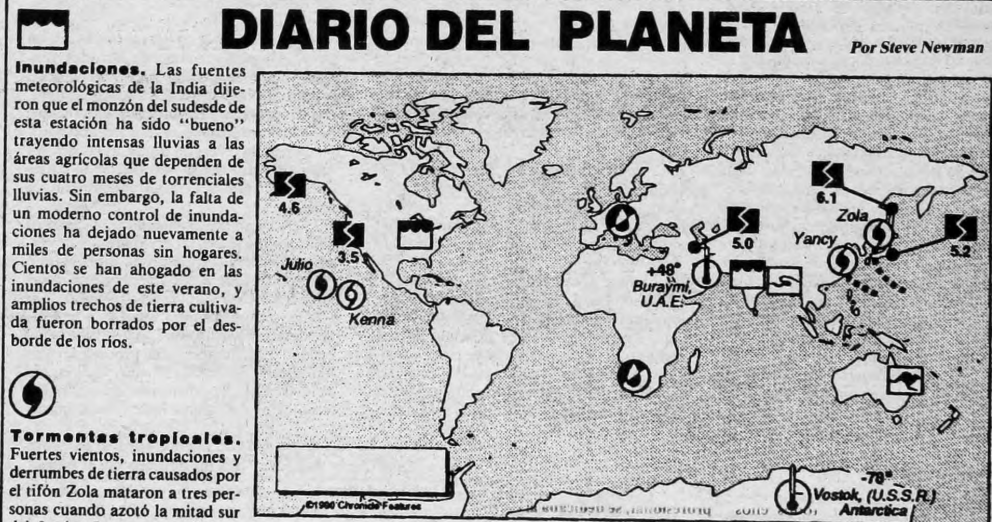 DIARIO DEL PLANETA
Por Steve Newman
Inundaciones. Las fuentes
meteorológicas de la India dije-
ron que el monzón del sudesde de
esta estación ha sido "bueno"
trayendo intensas lluvias a las
áreas agrícolas que dependen de
sus cuatro meses de torrenciales
lluvias. Sin embargo, la falta de
un moderno control de inunda-
ciones ha dejado nuevamente a
miles de personas sin hogares.
Cientos se han ahogado en las
inundaciones de este verano, y
amplios trechos de tierra cultiva-
da fueron borrados por el des-
borde de los ríos.
Tormentas tropicales.
Fuertes vientos, inundaciones y
derrumbes de tierra causados por
el tifón Zola mataron a tres per-
sonas cuando azotó la mitad sur
4.6
3.5
Julio
Kenna
5.0
+48°
Buraymi,
U.A.E.
6.1
Zola
Yancy
5.2
-78°
Vostok, (U.S.S.R.)
Antarctica
©1990 Chronicle Features